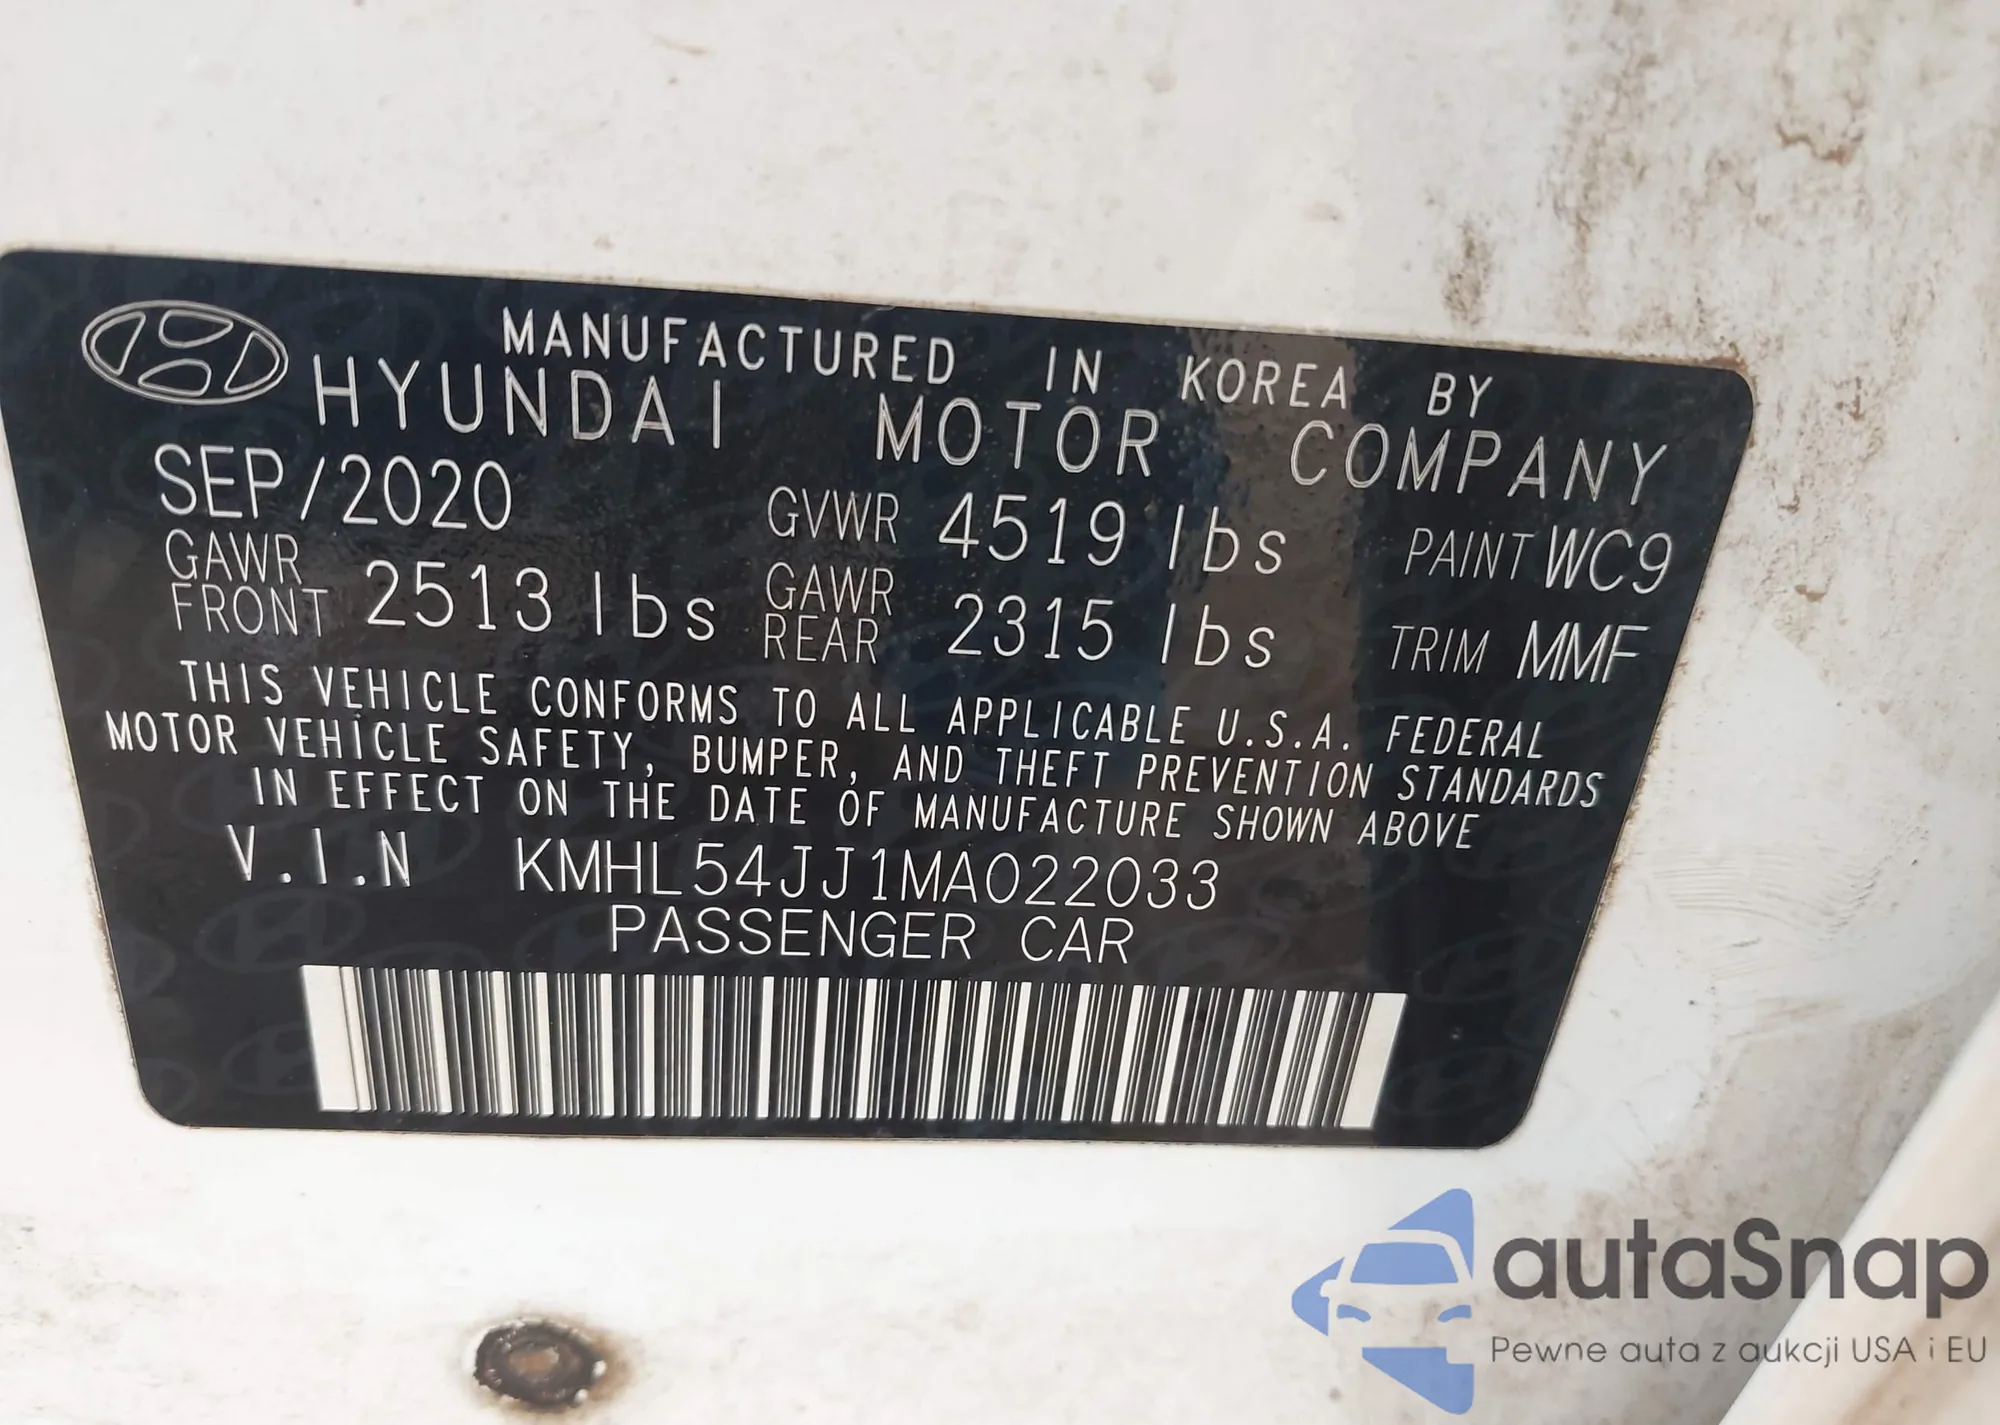 MANUFACTURED IN KOREA BY
HYUNDAI MOTOR COMPANY
SEP/2020 GVWR 4519 lbs PAINT WC9
GAWR FRONT 2513 lbs GAWR REAR 2315 lbs TRIM MMF
THIS VEHICLE CONFORMS TO ALL APPLICABLE U.S.A. FEDERAL
MOTOR VEHICLE SAFETY, BUMPER, AND THEFT PREVENTION STANDARDS
IN EFFECT ON THE DATE OF MANUFACTURE SHOWN ABOVE
V.I.N KMHL54JJ1MA022033
PASSENGER CAR
autaSnap
Pewne auta z aukcji USA i EU